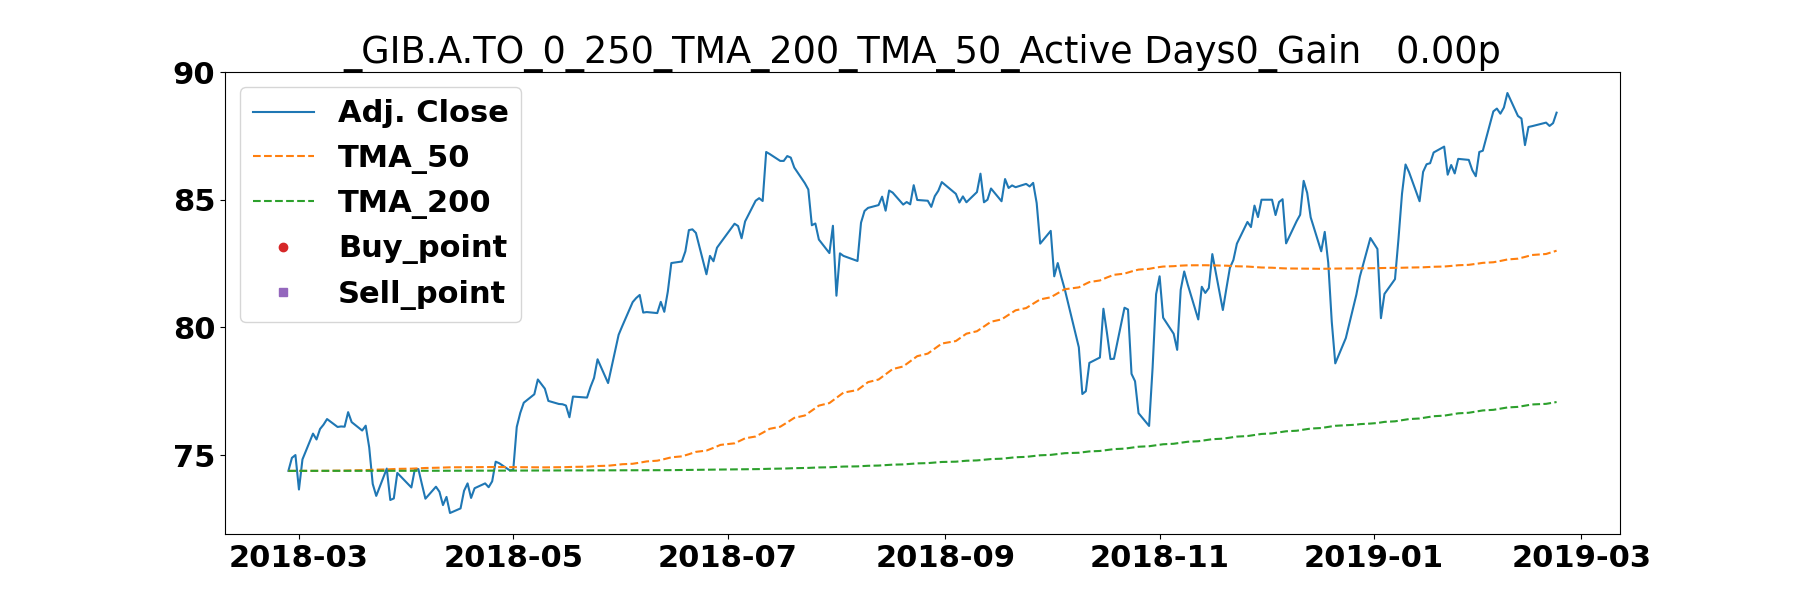 _GIB.A.TO_0_250_TMA_200_TMA_50_Active Days0_Gain   0.00p
90
85
80
75
Adj. Close
TMA_50
TMA_200
Buy_point
Sell_point
2018-03 2018-05 2018-07 2018-09 2018-11 2019-01 2019-03